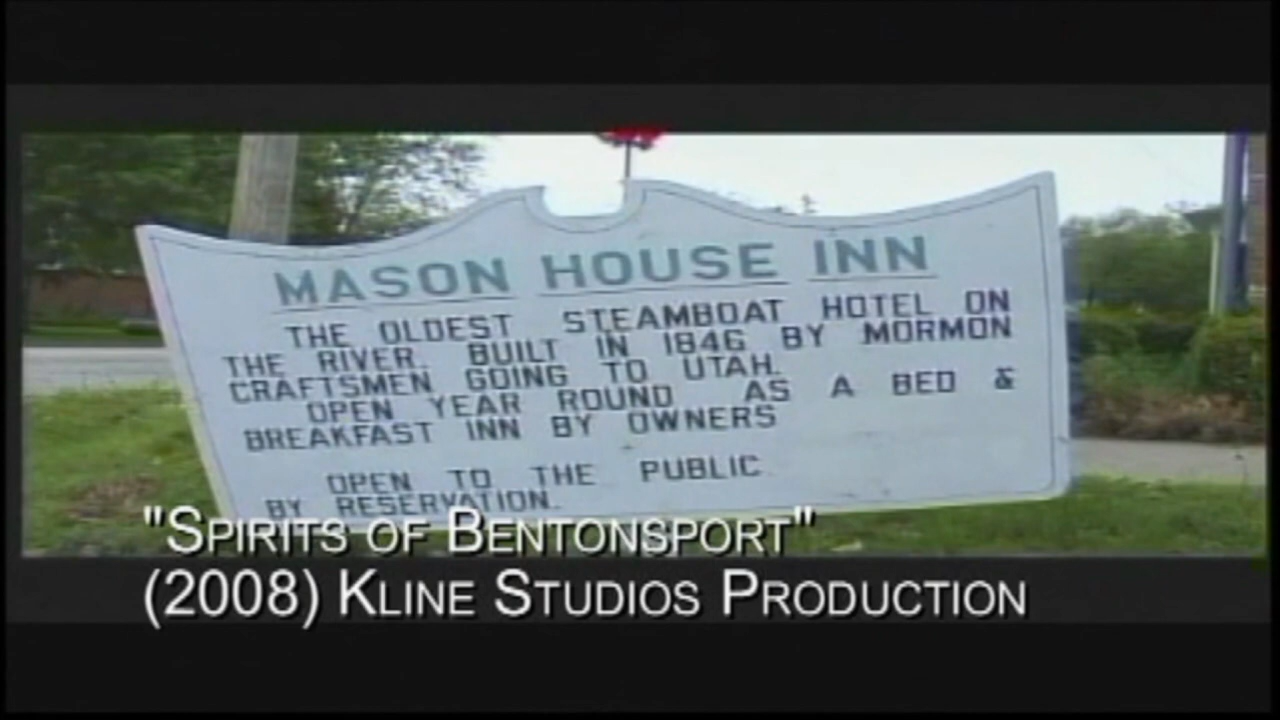 MASON HOUSE INN
THE OLDEST STEAMBOAT HOTEL ON
THE RIVER. BUILT IN 1846 BY MORMON
CRAFTSMEN GOING TO UTAH.
OPEN YEAR ROUND AS A BED &
BREAKFAST INN BY OWNERS
OPEN TO THE PUBLIC
BY RESERVATION.
"SPIRITS OF BENTONSPORT"
(2008) KLINE STUDIOS PRODUCTION